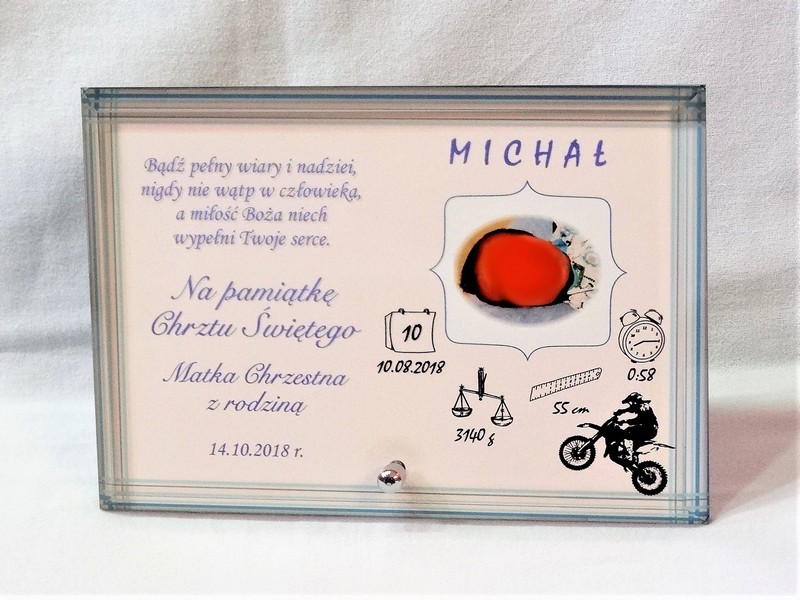 Bądź pełny wiary i nadziei,
nigdy nie wątp w człowieka,
a miłość Boża niech
wypełni Twoje serce.
Na pamiątkę
Chrztu Świętego
Matka Chrzestna
z rodziną
14.10.2018 r.
MICHAŁ
10
10.08.2018
0:58
3140 g
55 cm